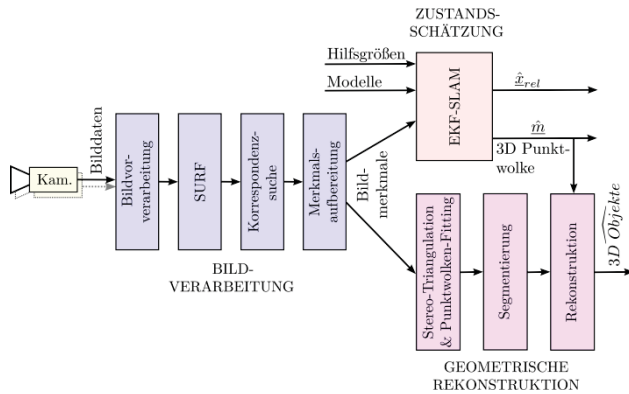 ZUSTANDS-
SCHÄTZUNG
Hilfsgrößen
Modelle
EKF-SLAM
x̂rel
m̂
3D Punkt-
wolke
Kam.
Bilddaten
Bildvor-
verarbeitung
SURF
Korrespondenz-
suche
Merkmals-
aufbereitung
Bild-
merkmale
BILD-
VERARBEITUNG
Stereo-Triangulation
& Punktwolken-Fitting
Segmentierung
Rekonstruktion
3D Objekte
GEOMETRISCHE
REKONSTRUKTION